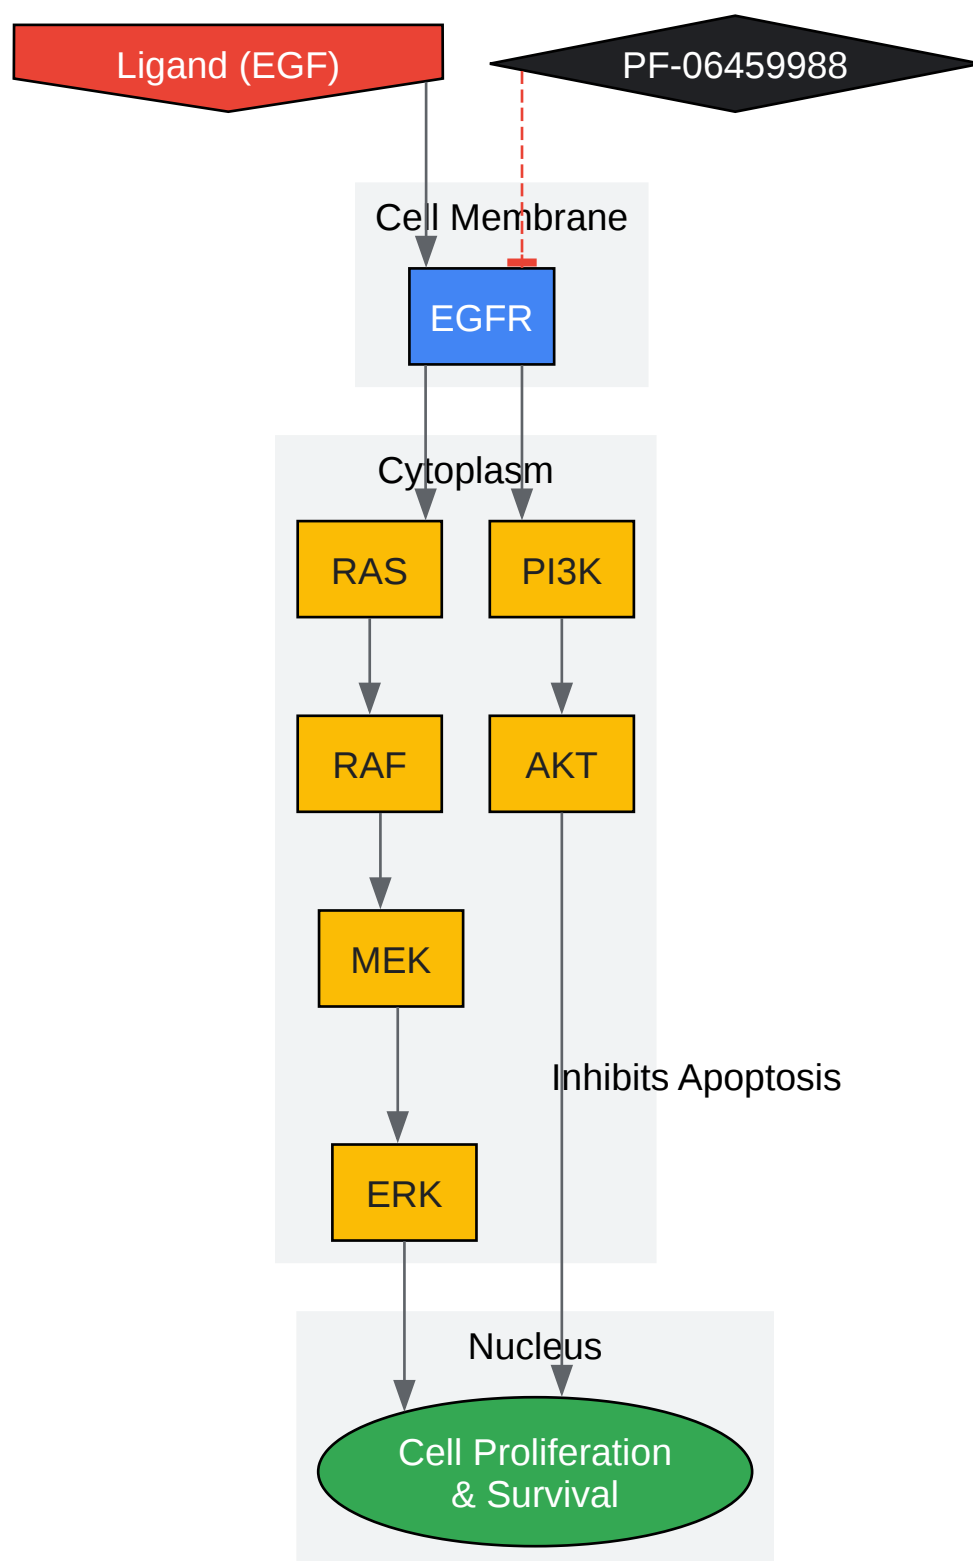 Ligand (EGF)
PF-06459988
Cell Membrane
EGFR
Cytoplasm
RAS
PI3K
RAF
AKT
MEK
Inhibits Apoptosis
ERK
Nucleus
Cell Proliferation
& Survival